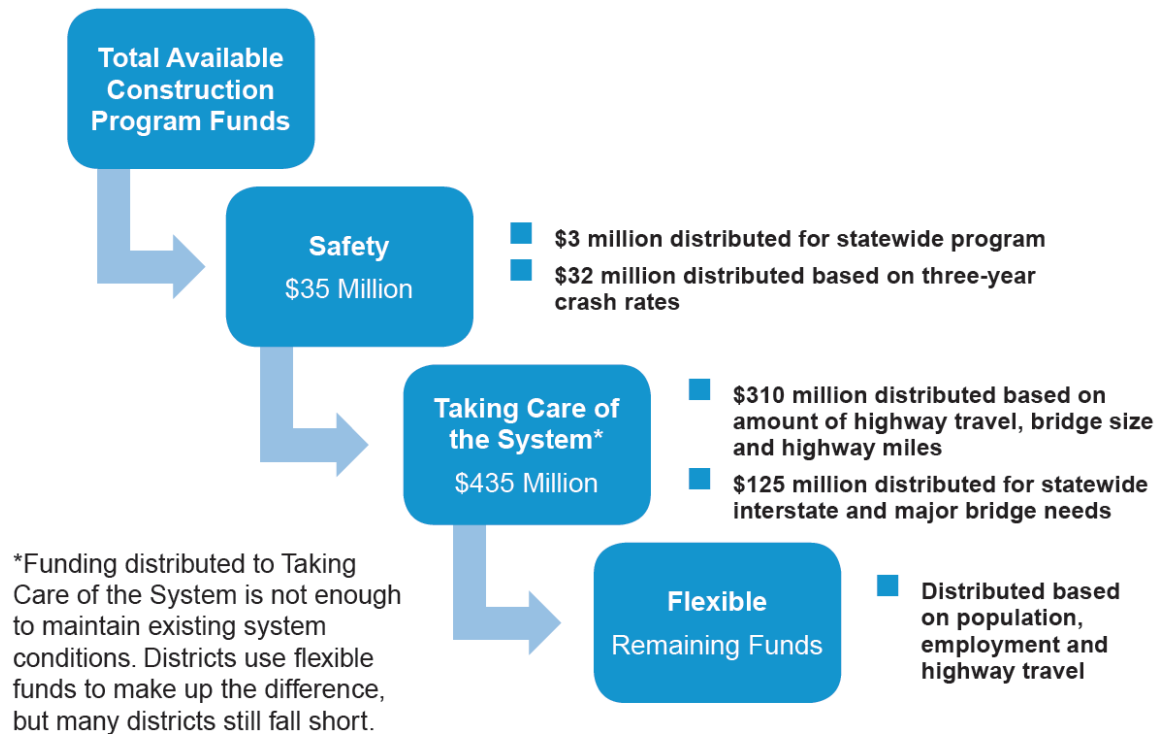 Total Available
Construction
Program Funds
Safety
$35 Million
$3 million distributed for statewide program
$32 million distributed based on three-year
crash rates
Taking Care of
the System*
$435 Million
$310 million distributed based on
amount of highway travel, bridge size
and highway miles
$125 million distributed for statewide
interstate and major bridge needs
*Funding distributed to Taking
Care of the System is not enough
to maintain existing system
conditions. Districts use flexible
funds to make up the difference,
but many districts still fall short.
Flexible
Remaining Funds
Distributed based
on population,
employment and
highway travel